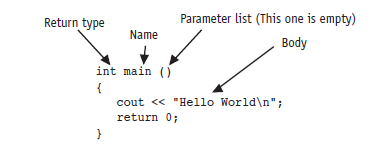 Return type
Name
Parameter list (This one is empty)
Body
int main ()
{
cout << "Hello World\n";
return 0;
}